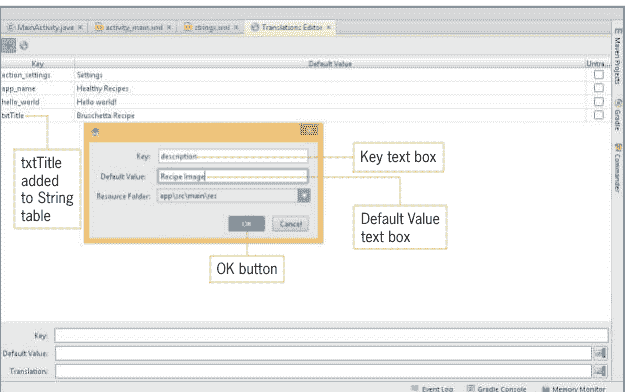 MainActivity.java × activity_main.xml × strings.xml × Translations Editor ×
Key Default Value Untra...
action_settings Settings
app_name Healthy Recipes
hello_world Hello world!
txtTitle Bruschetta Recipe
txtTitle
added
to String
table
Key: description
Default Value: Recipe Image
Resource Folder: app\src\main\res
OK Cancel
Key text box
Default Value
text box
OK button
Maven Projects
Gradle
Commander
Key:
Default Value:
Translation:
Event Log Gradle Console Memory Monitor